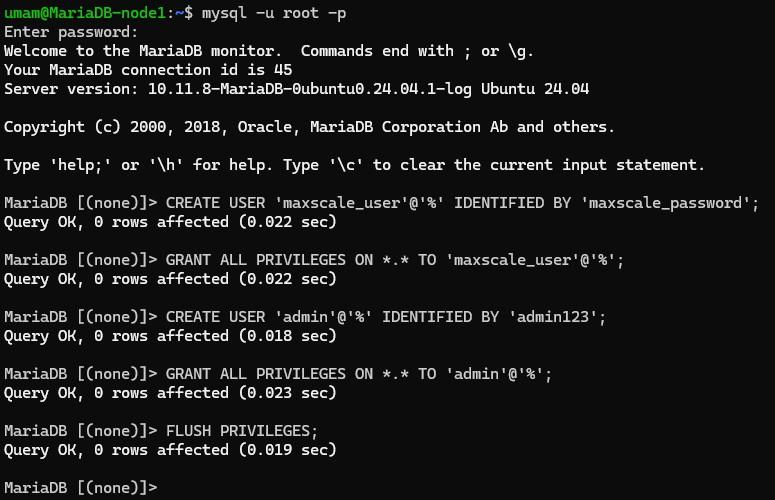 umam@MariaDB-node1:~$ mysql -u root -p
Enter password:
Welcome to the MariaDB monitor.  Commands end with ; or \g.
Your MariaDB connection id is 45
Server version: 10.11.8-MariaDB-0ubuntu0.24.04.1-log Ubuntu 24.04
Copyright (c) 2000, 2018, Oracle, MariaDB Corporation Ab and others.
Type 'help;' or '\h' for help. Type '\c' to clear the current input statement.
MariaDB [(none)]> CREATE USER 'maxscale_user'@'%' IDENTIFIED BY 'maxscale_password';
Query OK, 0 rows affected (0.022 sec)
MariaDB [(none)]> GRANT ALL PRIVILEGES ON *.* TO 'maxscale_user'@'%';
Query OK, 0 rows affected (0.022 sec)
MariaDB [(none)]> CREATE USER 'admin'@'%' IDENTIFIED BY 'admin123';
Query OK, 0 rows affected (0.018 sec)
MariaDB [(none)]> GRANT ALL PRIVILEGES ON *.* TO 'admin'@'%';
Query OK, 0 rows affected (0.023 sec)
MariaDB [(none)]> FLUSH PRIVILEGES;
Query OK, 0 rows affected (0.019 sec)
MariaDB [(none)]>